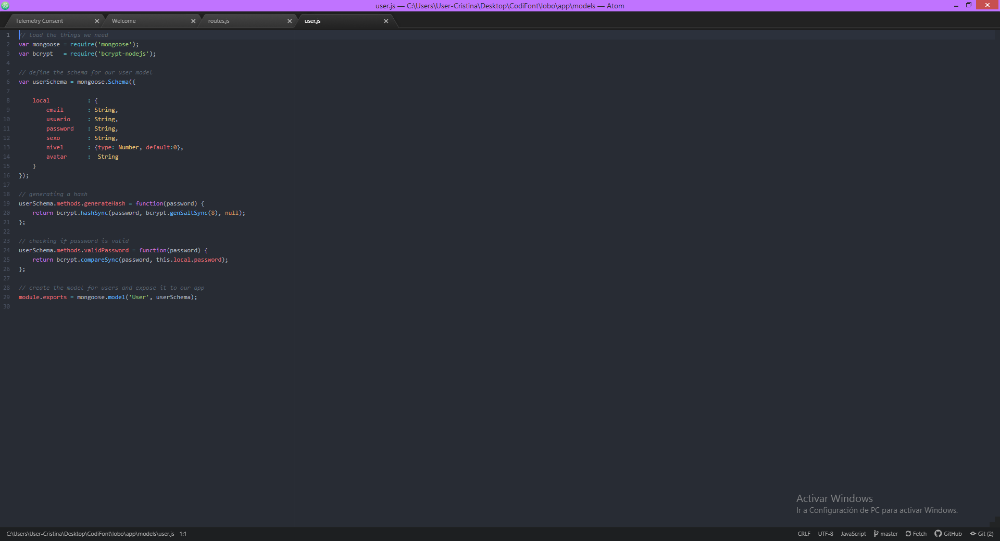 user.js — C:\Users\User-Cristina\Desktop\CodiFont\lobo\app\models — Atom
Telemetry Consent
Welcome
routes.js
user.js
1 // load the things we need
2 var mongoose = require('mongoose');
3 var bcrypt   = require('bcrypt-nodejs');
4
5 // define the schema for our user model
6 var userSchema = mongoose.Schema({
7
8     local           : {
9         email       : String,
10         usuario     : String,
11         password    : String,
12         sexo        : String,
13         nivel       : {type: Number, default:0},
14         avatar      :  String
15     }
16 });
17
18 // generating a hash
19 userSchema.methods.generateHash = function(password) {
20     return bcrypt.hashSync(password, bcrypt.genSaltSync(8), null);
21 };
22
23 // checking if password is valid
24 userSchema.methods.validPassword = function(password) {
25     return bcrypt.compareSync(password, this.local.password);
26 };
27
28 // create the model for users and expose it to our app
29 module.exports = mongoose.model('User', userSchema);
30
Activar Windows
Ir a Configuración de PC para activar Windows.
C:\Users\User-Cristina\Desktop\CodiFont\lobo\app\models\user.js 1:1
CRLF UTF-8 JavaScript master Fetch GitHub Git (2)